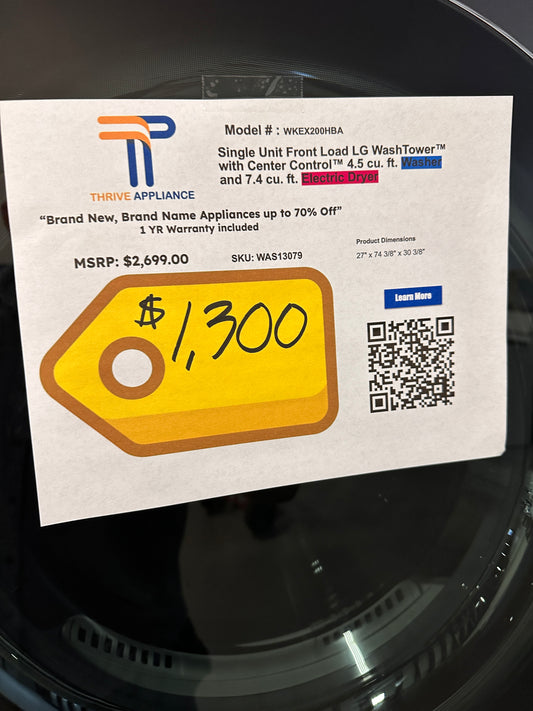 Model # : WKEX200HBA
Single Unit Front Load LG WashTower™
with Center Control™ 4.5 cu. ft. Washer
and 7.4 cu. ft. Electric Dryer
THRIVE APPLIANCE
“Brand New, Brand Name Appliances up to 70% Off”
1 YR Warranty included
MSRP: $2,699.00
SKU: WAS13079
Product Dimensions
27" x 74 3/8" x 30 3/8"
Learn More
$1,300